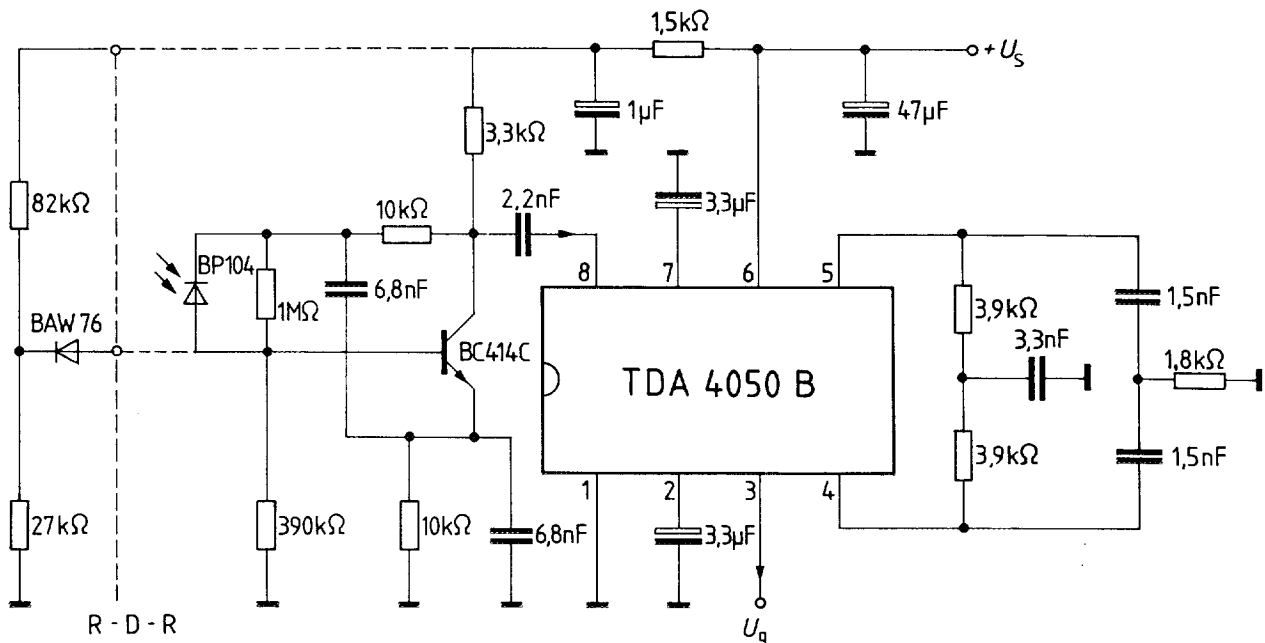 1,5kΩ
+ U_S
3,3kΩ
1µF
47µF
82kΩ
10kΩ
2,2nF
3,3µF
BP104
1MΩ
6,8nF
8
7
6
5
BAW 76
BC414C
TDA 4050 B
3,9kΩ
3,3nF
1,5nF
1,8kΩ
3,9kΩ
1,5nF
1
2
3
4
27kΩ
390kΩ
10kΩ
6,8nF
3,3µF
R - D - R
U_q